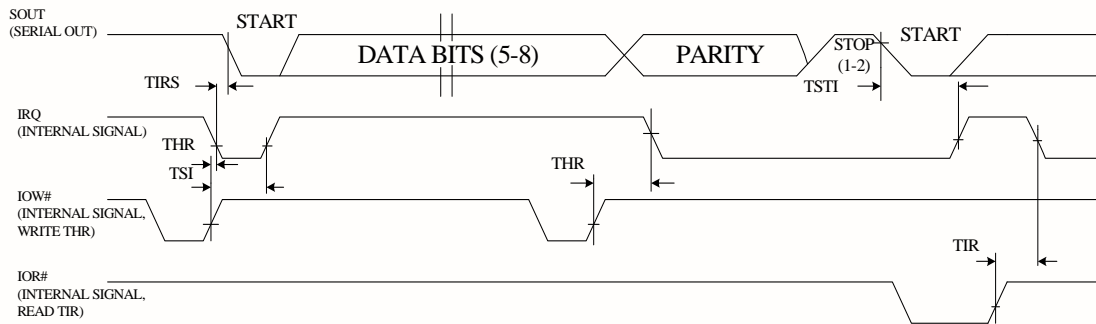 SOUT
(SERIAL OUT)
START
DATA BITS (5-8)
PARITY
STOP
(1-2)
START
TIRS
TSTI
IRQ
(INTERNAL SIGNAL)
THR
TSI
THR
IOW#
(INTERNAL SIGNAL,
WRITE THR)
TIR
IOR#
(INTERNAL SIGNAL,
READ TIR)